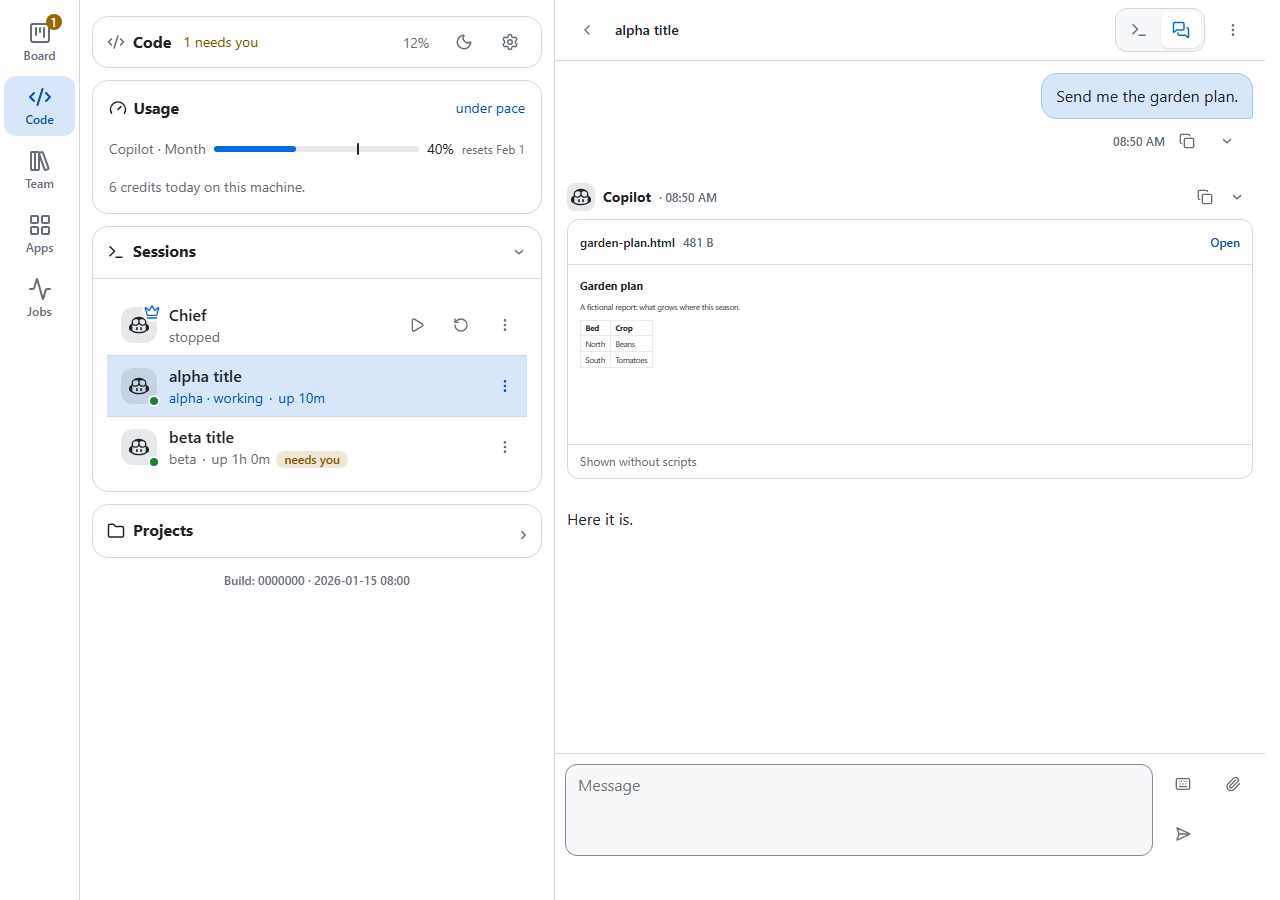 1
Board
Code
Team
Apps
Jobs
Code 1 needs you 12%
Usage under pace
Copilot · Month 40% resets Feb 1
6 credits today on this machine.
Sessions
Chief
stopped
alpha title
alpha · working · up 10m
beta title
beta · up 1h 0m needs you
Projects
Build: 0000000 · 2026-01-15 08:00
alpha title
Send me the garden plan.
08:50 AM
Copilot · 08:50 AM
garden-plan.html 481 B Open
Garden plan
A fictional report: what grows where this season.
Bed Crop
North Beans
South Tomatoes
Shown without scripts
Here it is.
Message